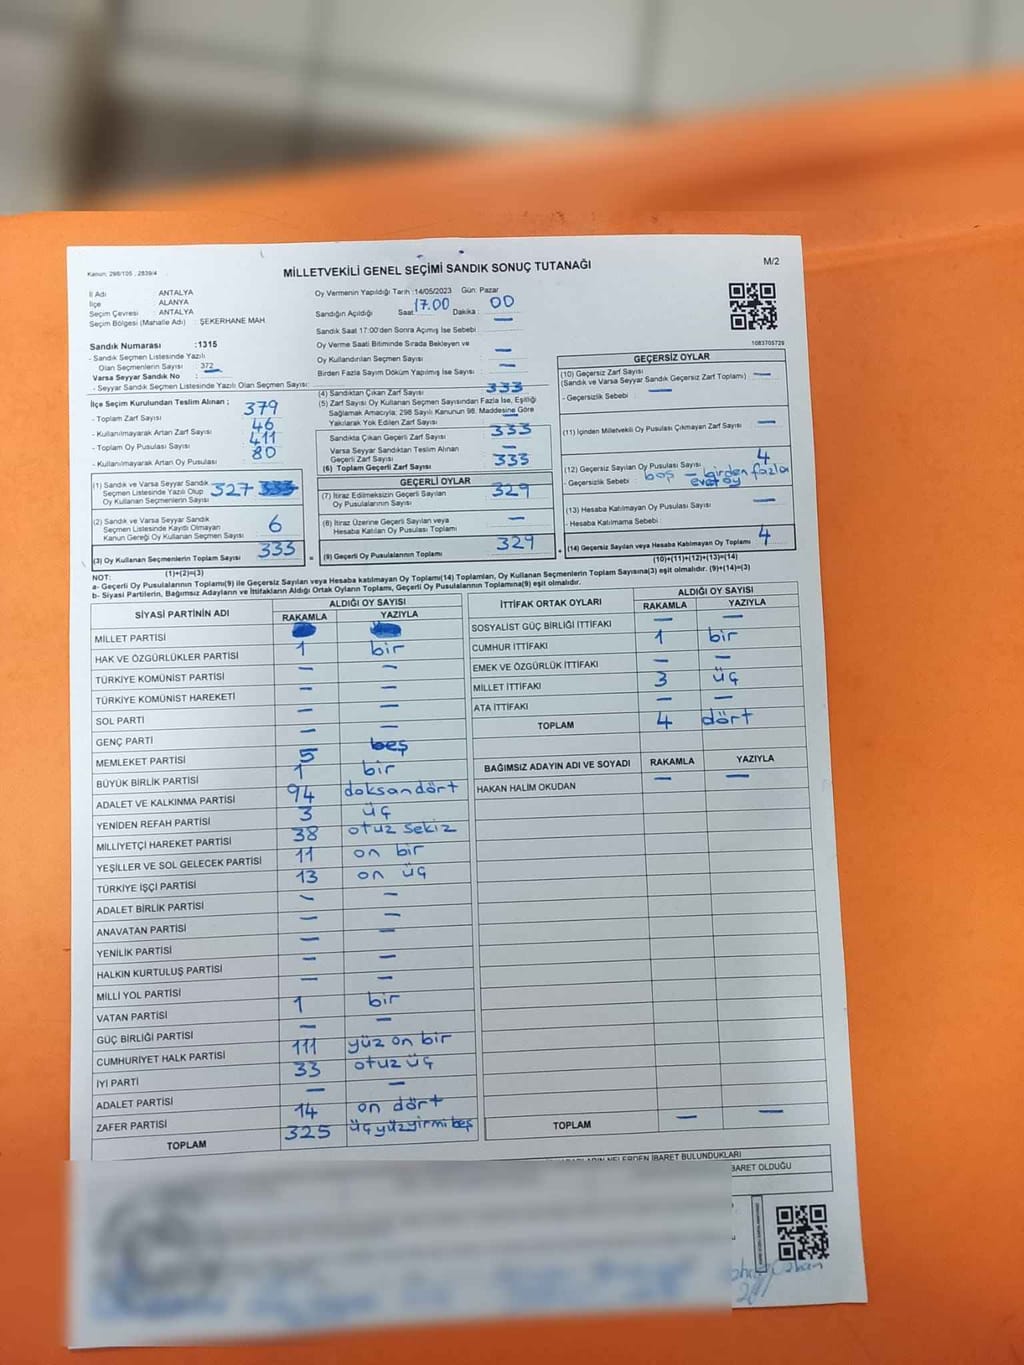 Kanun; 298/105 , 2839/4
MİLLETVEKİLİ GENEL SEÇİMİ SANDIK SONUÇ TUTANAĞI
M/2
İl Adı ANTALYA
İlçe ALANYA
Seçim Çevresi : ANTALYA
Seçim Bölgesi (Mahalle Adı) : ŞEKERHANE MAH.
Sandık Numarası :1315
- Sandık Seçmen Listesinde Yazılı
Olan Seçmenlerin Sayısı : 372
Varsa Seyyar Sandık No : —
- Seyyar Sandık Seçmen Listesinde Yazılı Olan Seçmen Sayısı:
Oy Vermenin Yapıldığı Tarih :14/05/2023 Gün: Pazar
Sandığın Açıldığı Saat 17.00 Dakika : 00
Sandık Saat 17:00'den Sonra Açımış İse Sebebi : —
Oy Verme Saati Bitiminde Sırada Bekleyen ve
Oy Kullandırılan Seçmen Sayısı : —
Birden Fazla Sayım Döküm Yapılmış İse Sayısı : —
1083705729
İlçe Seçim Kurulundan Teslim Alınan ;
- Toplam Zarf Sayısı : 379
- Kullanılmayarak Artan Zarf Sayısı : 46
- Toplam Oy Pusulası Sayısı : 411
- Kullanılmayarak Artan Oy Pusulası : 80
(1) Sandık ve Varsa Seyyar Sandık
Seçmen Listesinde Yazılı Olup
Oy Kullanan Seçmenlerin Sayısı 327 333
(2) Sandık ve Varsa Seyyar Sandık
Seçmen Listesinde Kayıtlı Olmayan
Kanun Gereği Oy Kullanan Seçmen Sayısı 6
(3) Oy Kullanan Seçmenlerin Toplam Sayısı 333
(1)+(2)=(3)
(4) Sandıktan Çıkan Zarf Sayısı : 333
(5) Zarf Sayısı Oy Kullanan Seçmen Sayısından Fazla İse, Eşitliği
Sağlamak Amacıyla; 298 Sayılı Kanunun 98. Maddesine Göre
Yakılarak Yok Edilen Zarf Sayısı : —
Sandıkta Çıkan Geçerli Zarf Sayısı : 333
Varsa Seyyar Sandıktan Teslim Alınan
Geçerli Zarf Sayısı : —
(6) Toplam Geçerli Zarf Sayısı : 333
GEÇERLİ OYLAR
(7) İtiraz Edilmeksizin Geçerli Sayılan
Oy Pusulalarının Sayısı : 329
(8) İtiraz Üzerine Geçerli Sayılan veya
Hesaba Katılan Oy Pusulası Toplamı : —
(9) Geçerli Oy Pusulalarının Toplamı : 329
GEÇERSİZ OYLAR
(10) Geçersiz Zarf Sayısı : —
(Sandık ve Varsa Seyyar Sandık Geçersiz Zarf Toplamı)
- Geçersizlik Sebebi : —
(11) İçinden Milletvekili Oy Pusulası Çıkmayan Zarf Sayısı : —
(12) Geçersiz Sayılan Oy Pusulası Sayısı : 4
- Geçersizlik Sebebi : boş — birden fazla
evet oy
(13) Hesaba Katılmayan Oy Pusulası Sayısı : —
- Hesaba Katılmama Sebebi :
(14) Geçersiz Sayılan veya Hesaba Katılmayan Oy Toplamı : 4
(10)+(11)+(12)+(13)=(14)
NOT:
a- Geçerli Oy Pusulalarının Toplamı(9) ile Geçersiz Sayılan veya Hesaba katılmayan Oy Toplamı(14) Toplamları, Oy Kullanan Seçmenlerin Toplam Sayısına(3) eşit olmalıdır. (9)+(14)=(3)
b- Siyasi Partilerin, Bağımsız Adayların ve İttifakların Aldığı Ortak Oyların Toplamı, Geçerli Oy Pusulalarının Toplamına(9) eşit olmalıdır.
SİYASİ PARTİNİN ADI ALDIĞI OY SAYISI
RAKAMLA YAZIYLA
MİLLET PARTİSİ
HAK VE ÖZGÜRLÜKLER PARTİSİ 1 bir
TÜRKİYE KOMÜNİST PARTİSİ — —
TÜRKİYE KOMÜNİST HAREKETİ — —
SOL PARTİ — —
GENÇ PARTİ — —
MEMLEKET PARTİSİ 5 beş
BÜYÜK BİRLİK PARTİSİ 1 bir
ADALET VE KALKINMA PARTİSİ 94 doksan dört
YENİDEN REFAH PARTİSİ 3 üç
MİLLİYETÇİ HAREKET PARTİSİ 38 otuz sekiz
YEŞİLLER VE SOL GELECEK PARTİSİ 11 on bir
TÜRKİYE İŞÇİ PARTİSİ 13 on üç
ADALET BİRLİK PARTİSİ — —
ANAVATAN PARTİSİ — —
YENİLİK PARTİSİ — —
HALKIN KURTULUŞ PARTİSİ — —
MİLLİ YOL PARTİSİ — —
VATAN PARTİSİ 1 bir
GÜÇ BİRLİĞİ PARTİSİ — —
CUMHURİYET HALK PARTİSİ 111 yüz on bir
İYİ PARTİ 33 otuz üç
ADALET PARTİSİ — —
ZAFER PARTİSİ 14 on dört
TOPLAM 325 üç yüz yirmi beş
İTTİFAK ORTAK OYLARI ALDIĞI OY SAYISI
RAKAMLA YAZIYLA
SOSYALİST GÜÇ BİRLİĞİ İTTİFAKI — —
CUMHUR İTTİFAKI 1 bir
EMEK VE ÖZGÜRLÜK İTTİFAKI — —
MİLLET İTTİFAKI 3 üç
ATA İTTİFAKI — —
TOPLAM 4 dört
BAĞIMSIZ ADAYIN ADI VE SOYADI RAKAMLA YAZIYLA
HAKAN HALİM OKUDAN — —
TOPLAM — —
NELERDEN İBARET BULUNDUKLARI
BARET OLDUĞU